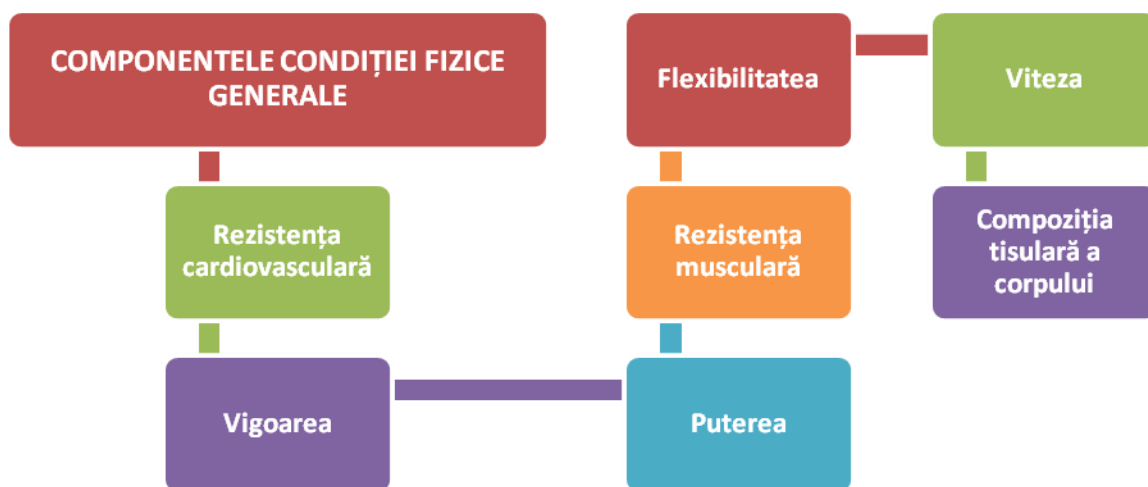 COMPONENTELE CONDIȚIEI FIZICE
GENERALE
Rezistența
cardiovasculară
Vigoarea
Puterea
Rezistența
musculară
Flexibilitatea
Viteza
Compoziția
tisulară a
corpului